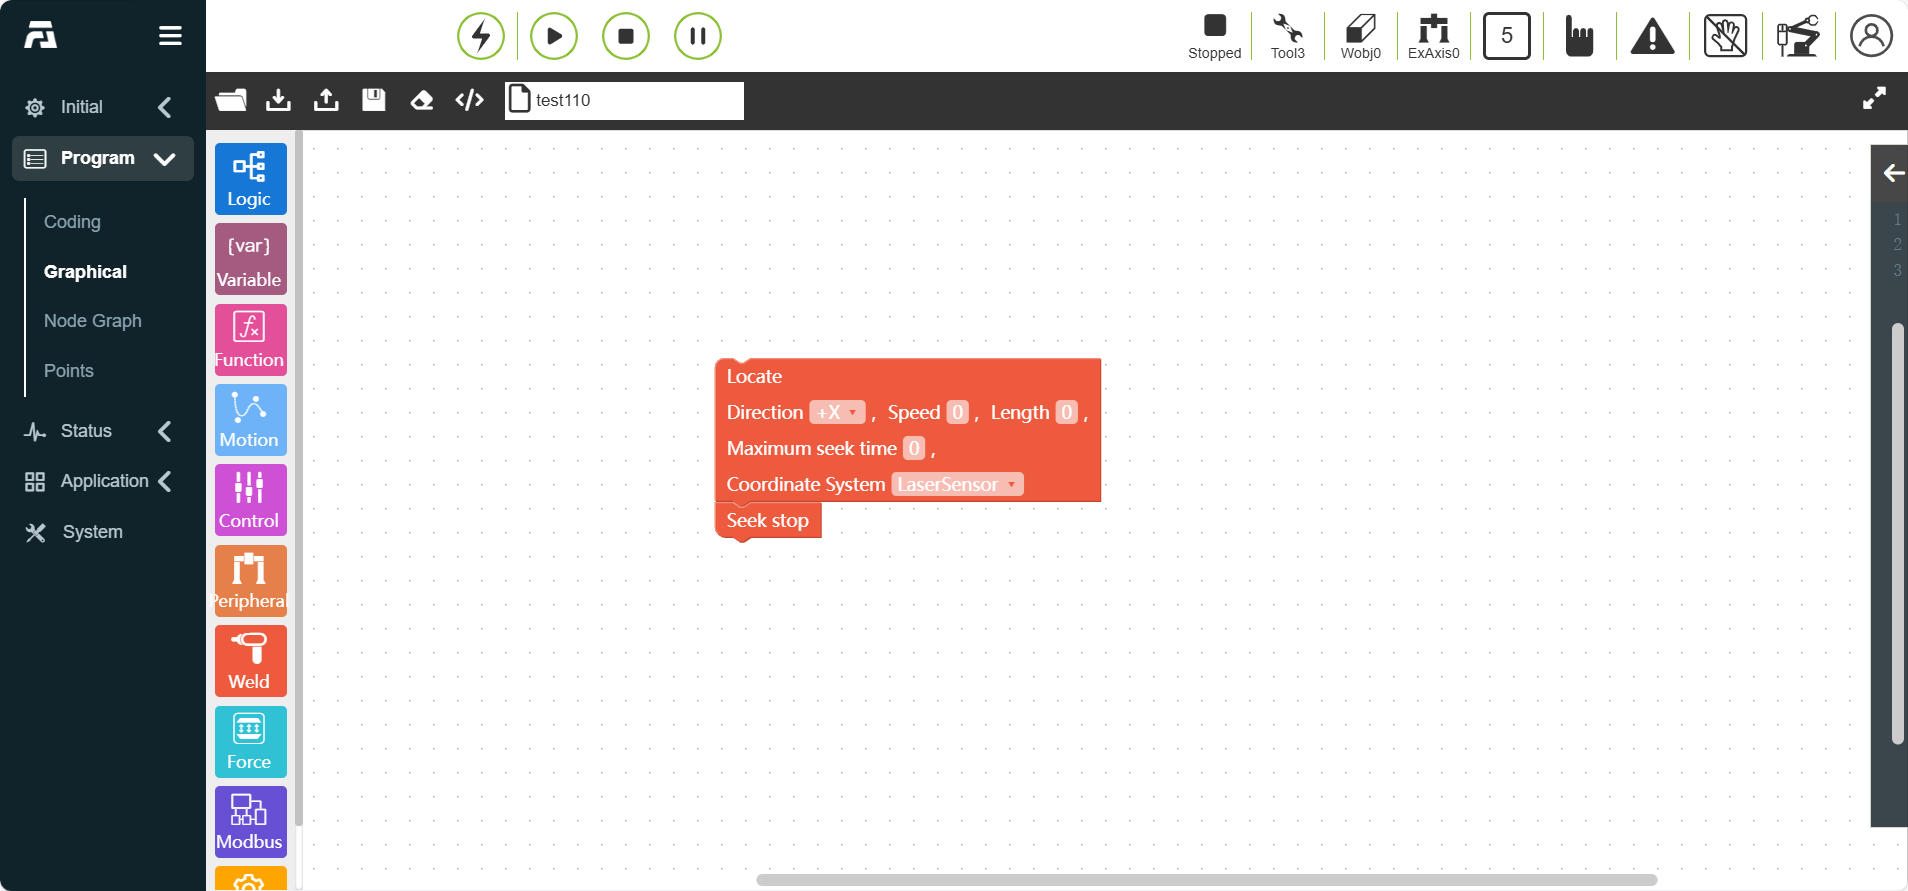 Stopped
Tool3
Wobj0
ExAxis0
5
Initial
Program
Coding
Graphical
Node Graph
Points
Status
Application
System
test110
Logic
{var}
Variable
Function
Motion
Control
Peripheral
Weld
Force
Modbus
Locate
Direction +X , Speed 0 , Length 0 ,
Maximum seek time 0 ,
Coordinate System LaserSensor
Seek stop
1
2
3